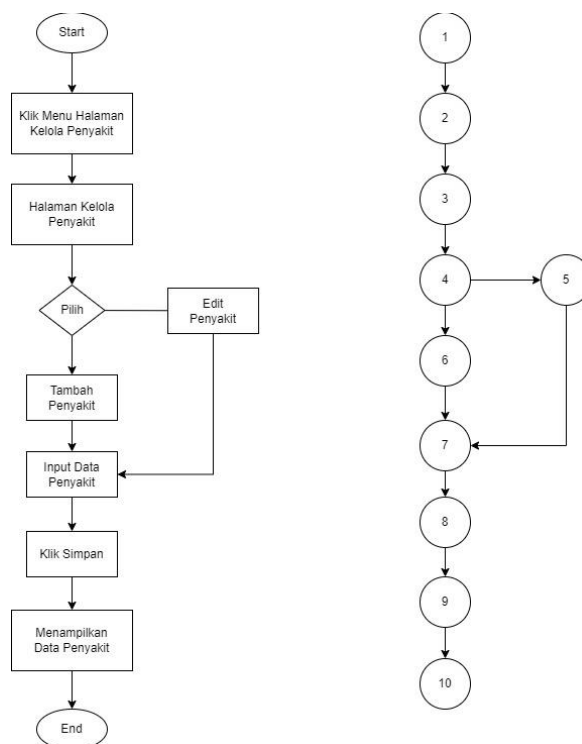 Start
Klik Menu Halaman
Kelola Penyakit
Halaman Kelola
Penyakit
Pilih
Edit
Penyakit
Tambah
Penyakit
Input Data
Penyakit
Klik Simpan
Menampilkan
Data Penyakit
End
1
2
3
4
5
6
7
8
9
10